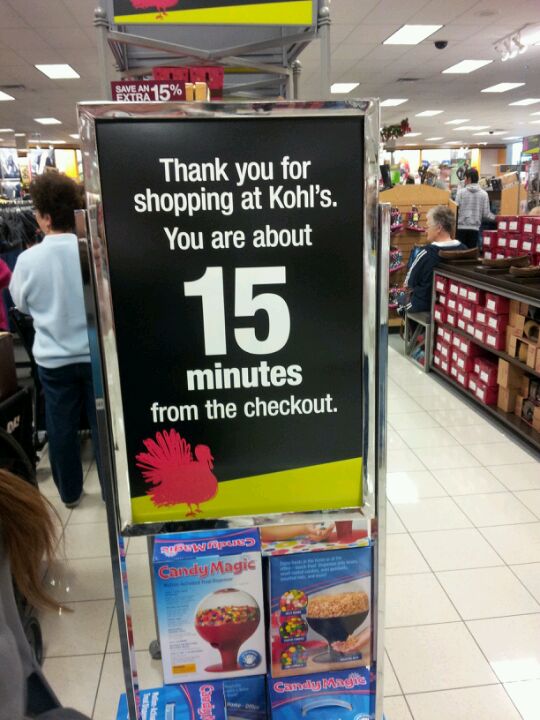 SAVE AN
EXTRA 15%
Thank you for
shopping at Kohl's.
You are about
15
minutes
from the checkout.
Candy Magic
Candy Magic
Candy Magic